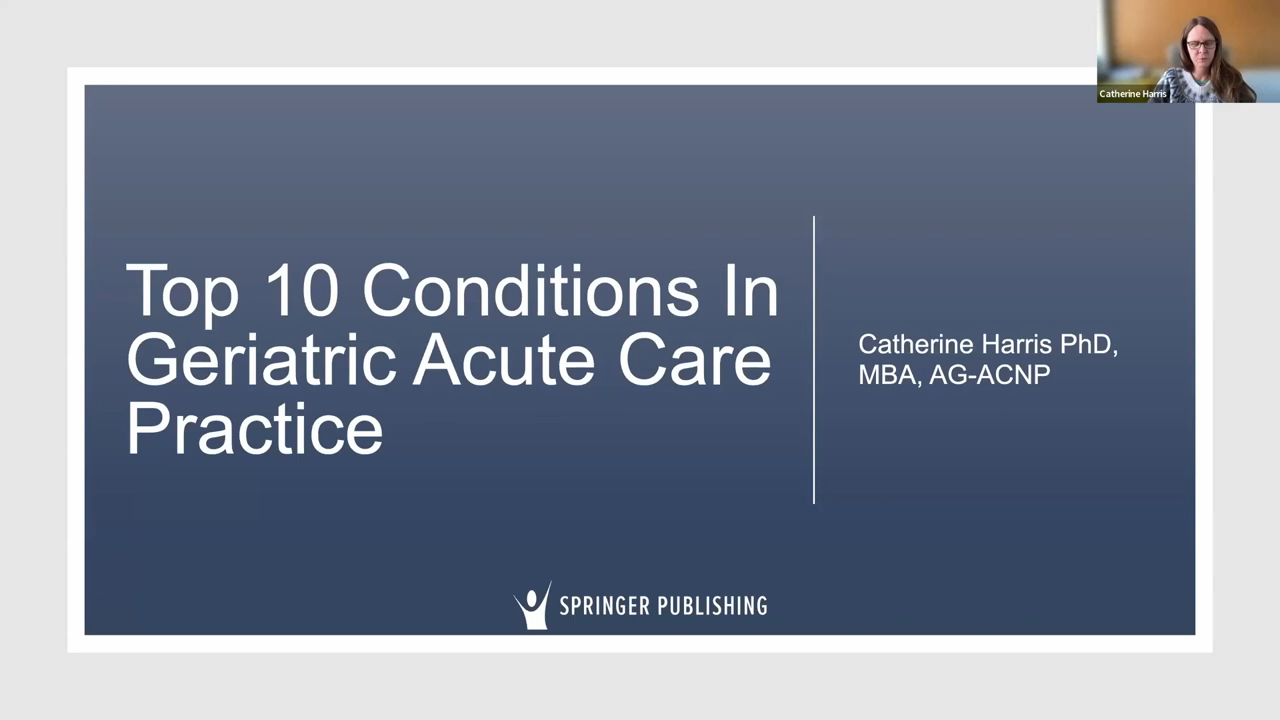 Catherine Harris
Top 10 Conditions In
Geriatric Acute Care
Practice
Catherine Harris PhD,
MBA, AG-ACNP
SPRINGER PUBLISHING